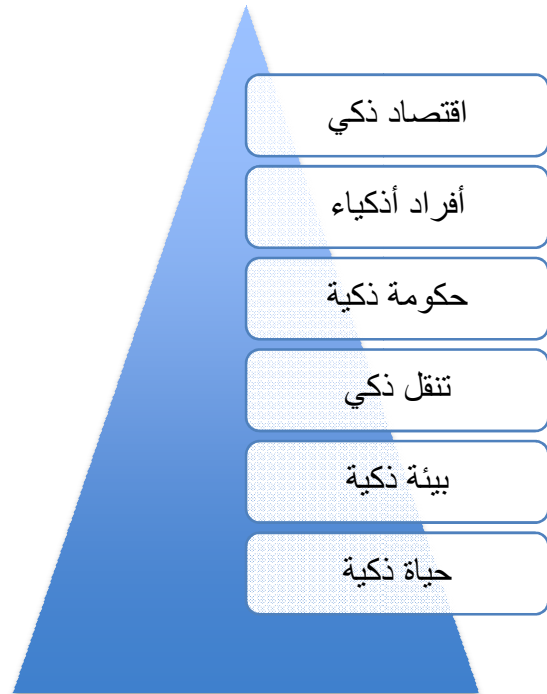 اقتصاد ذكي
أفراد أذكياء
حكومة ذكية
تنقل ذكي
بيئة ذكية
حياة ذكية